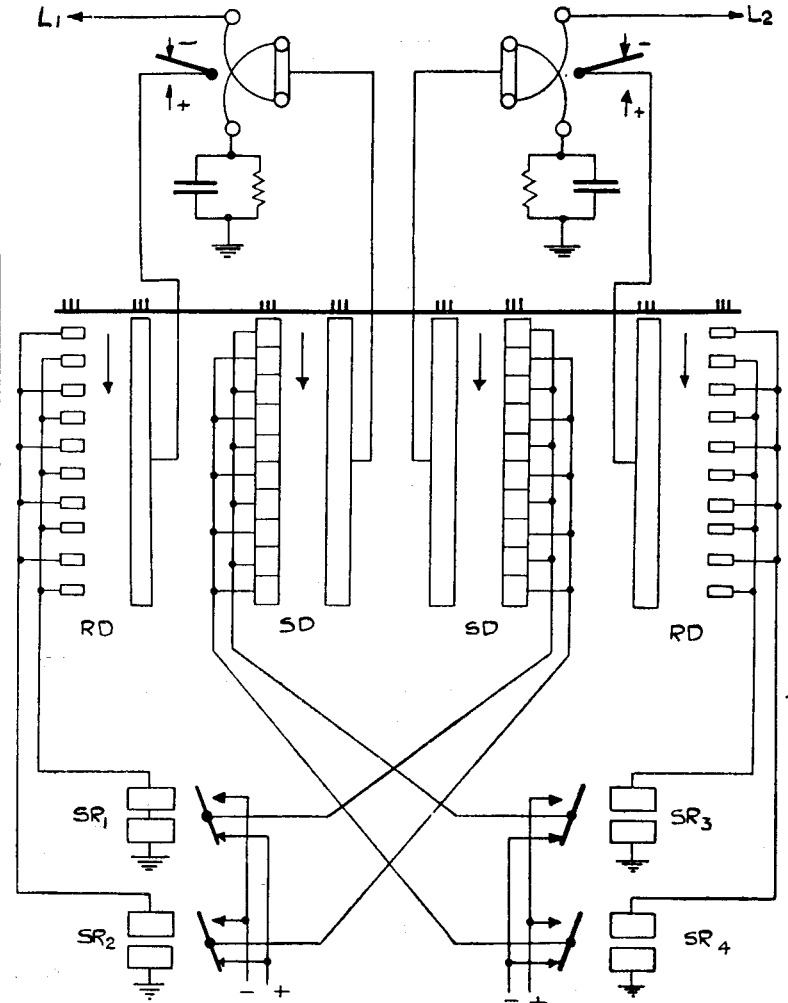 L1 L2
- -
+ +
RD SD SD RD
SR1 SR3
SR2 SR4
- + - +